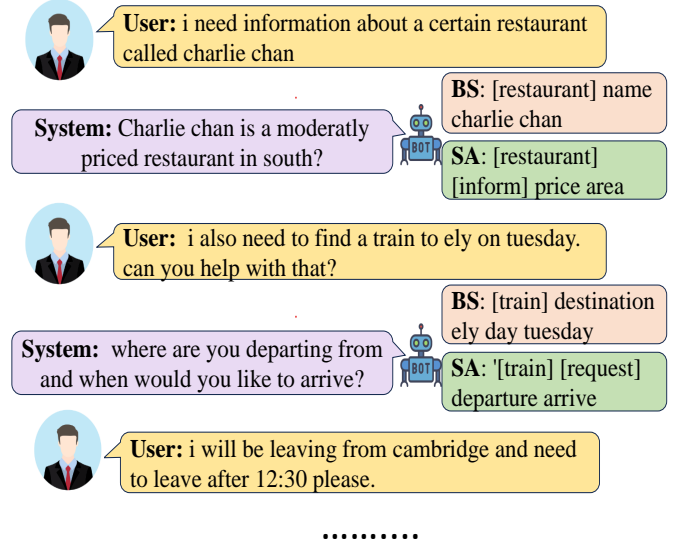 User: i need information about a certain restaurant
called charlie chan
BS: [restaurant] name
charlie chan
System: Charlie chan is a moderatly
priced restaurant in south?
BOT
SA: [restaurant]
[inform] price area
User: i also need to find a train to ely on tuesday.
can you help with that?
BS: [train] destination
ely day tuesday
System: where are you departing from
and when would you like to arrive?
BOT
SA: '[train] [request]
departure arrive
User: i will be leaving from cambridge and need
to leave after 12:30 please.
..........